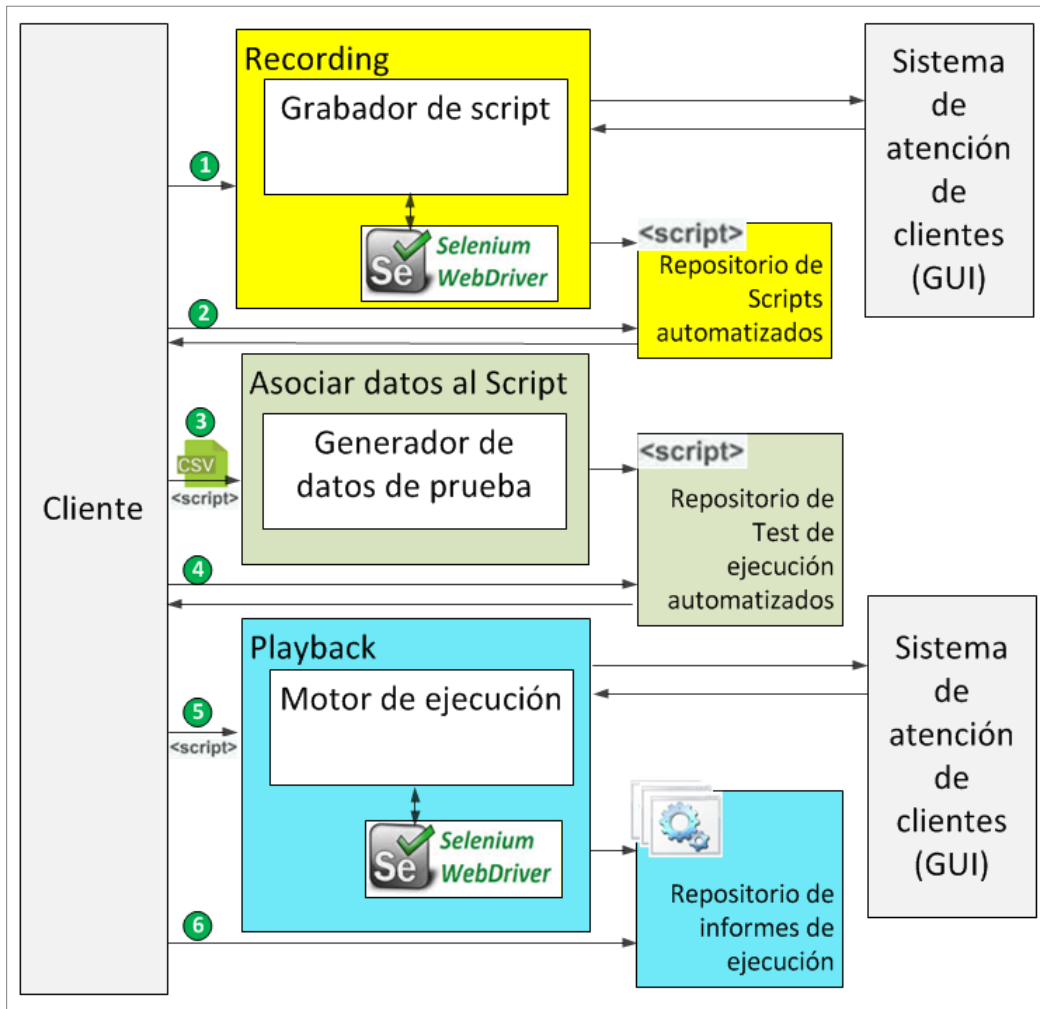 Cliente
Recording
Grabador de script
1
Se
Selenium
WebDriver
Sistema
de
atención
de
clientes
(GUI)
<script>
Repositorio de
Scripts
automatizados
2
Asociar datos al Script
Generador de
datos de prueba
3
CSV
<script>
<script>
Repositorio de
Test de
ejecución
automatizados
4
Playback
Motor de ejecución
5
<script>
Se
Selenium
WebDriver
Sistema
de
atención
de
clientes
(GUI)
Repositorio de
informes de
ejecución
6